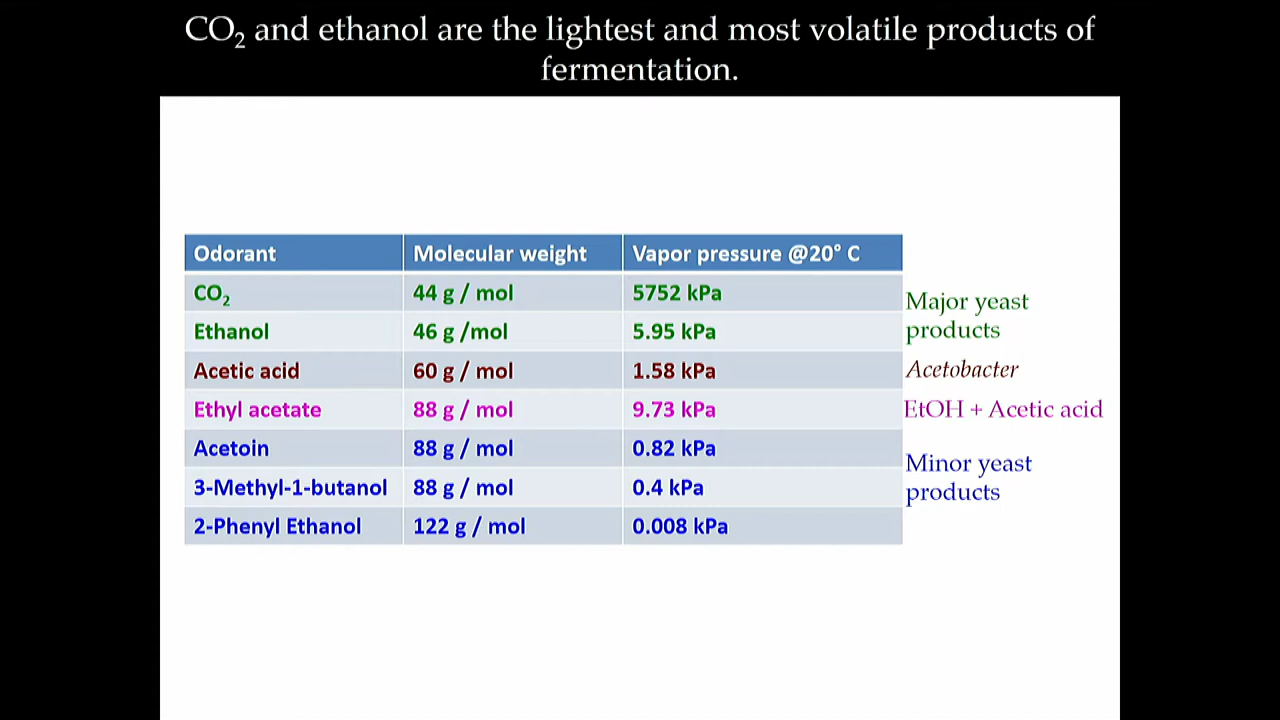 CO₂ and ethanol are the lightest and most volatile products of
fermentation.
Odorant Molecular weight Vapor pressure @20° C
CO₂ 44 g / mol 5752 kPa
Ethanol 46 g /mol 5.95 kPa
Major yeast
products
Acetic acid 60 g / mol 1.58 kPa Acetobacter
Ethyl acetate 88 g / mol 9.73 kPa EtOH + Acetic acid
Acetoin 88 g / mol 0.82 kPa
3-Methyl-1-butanol 88 g / mol 0.4 kPa
Minor yeast
products
2-Phenyl Ethanol 122 g / mol 0.008 kPa